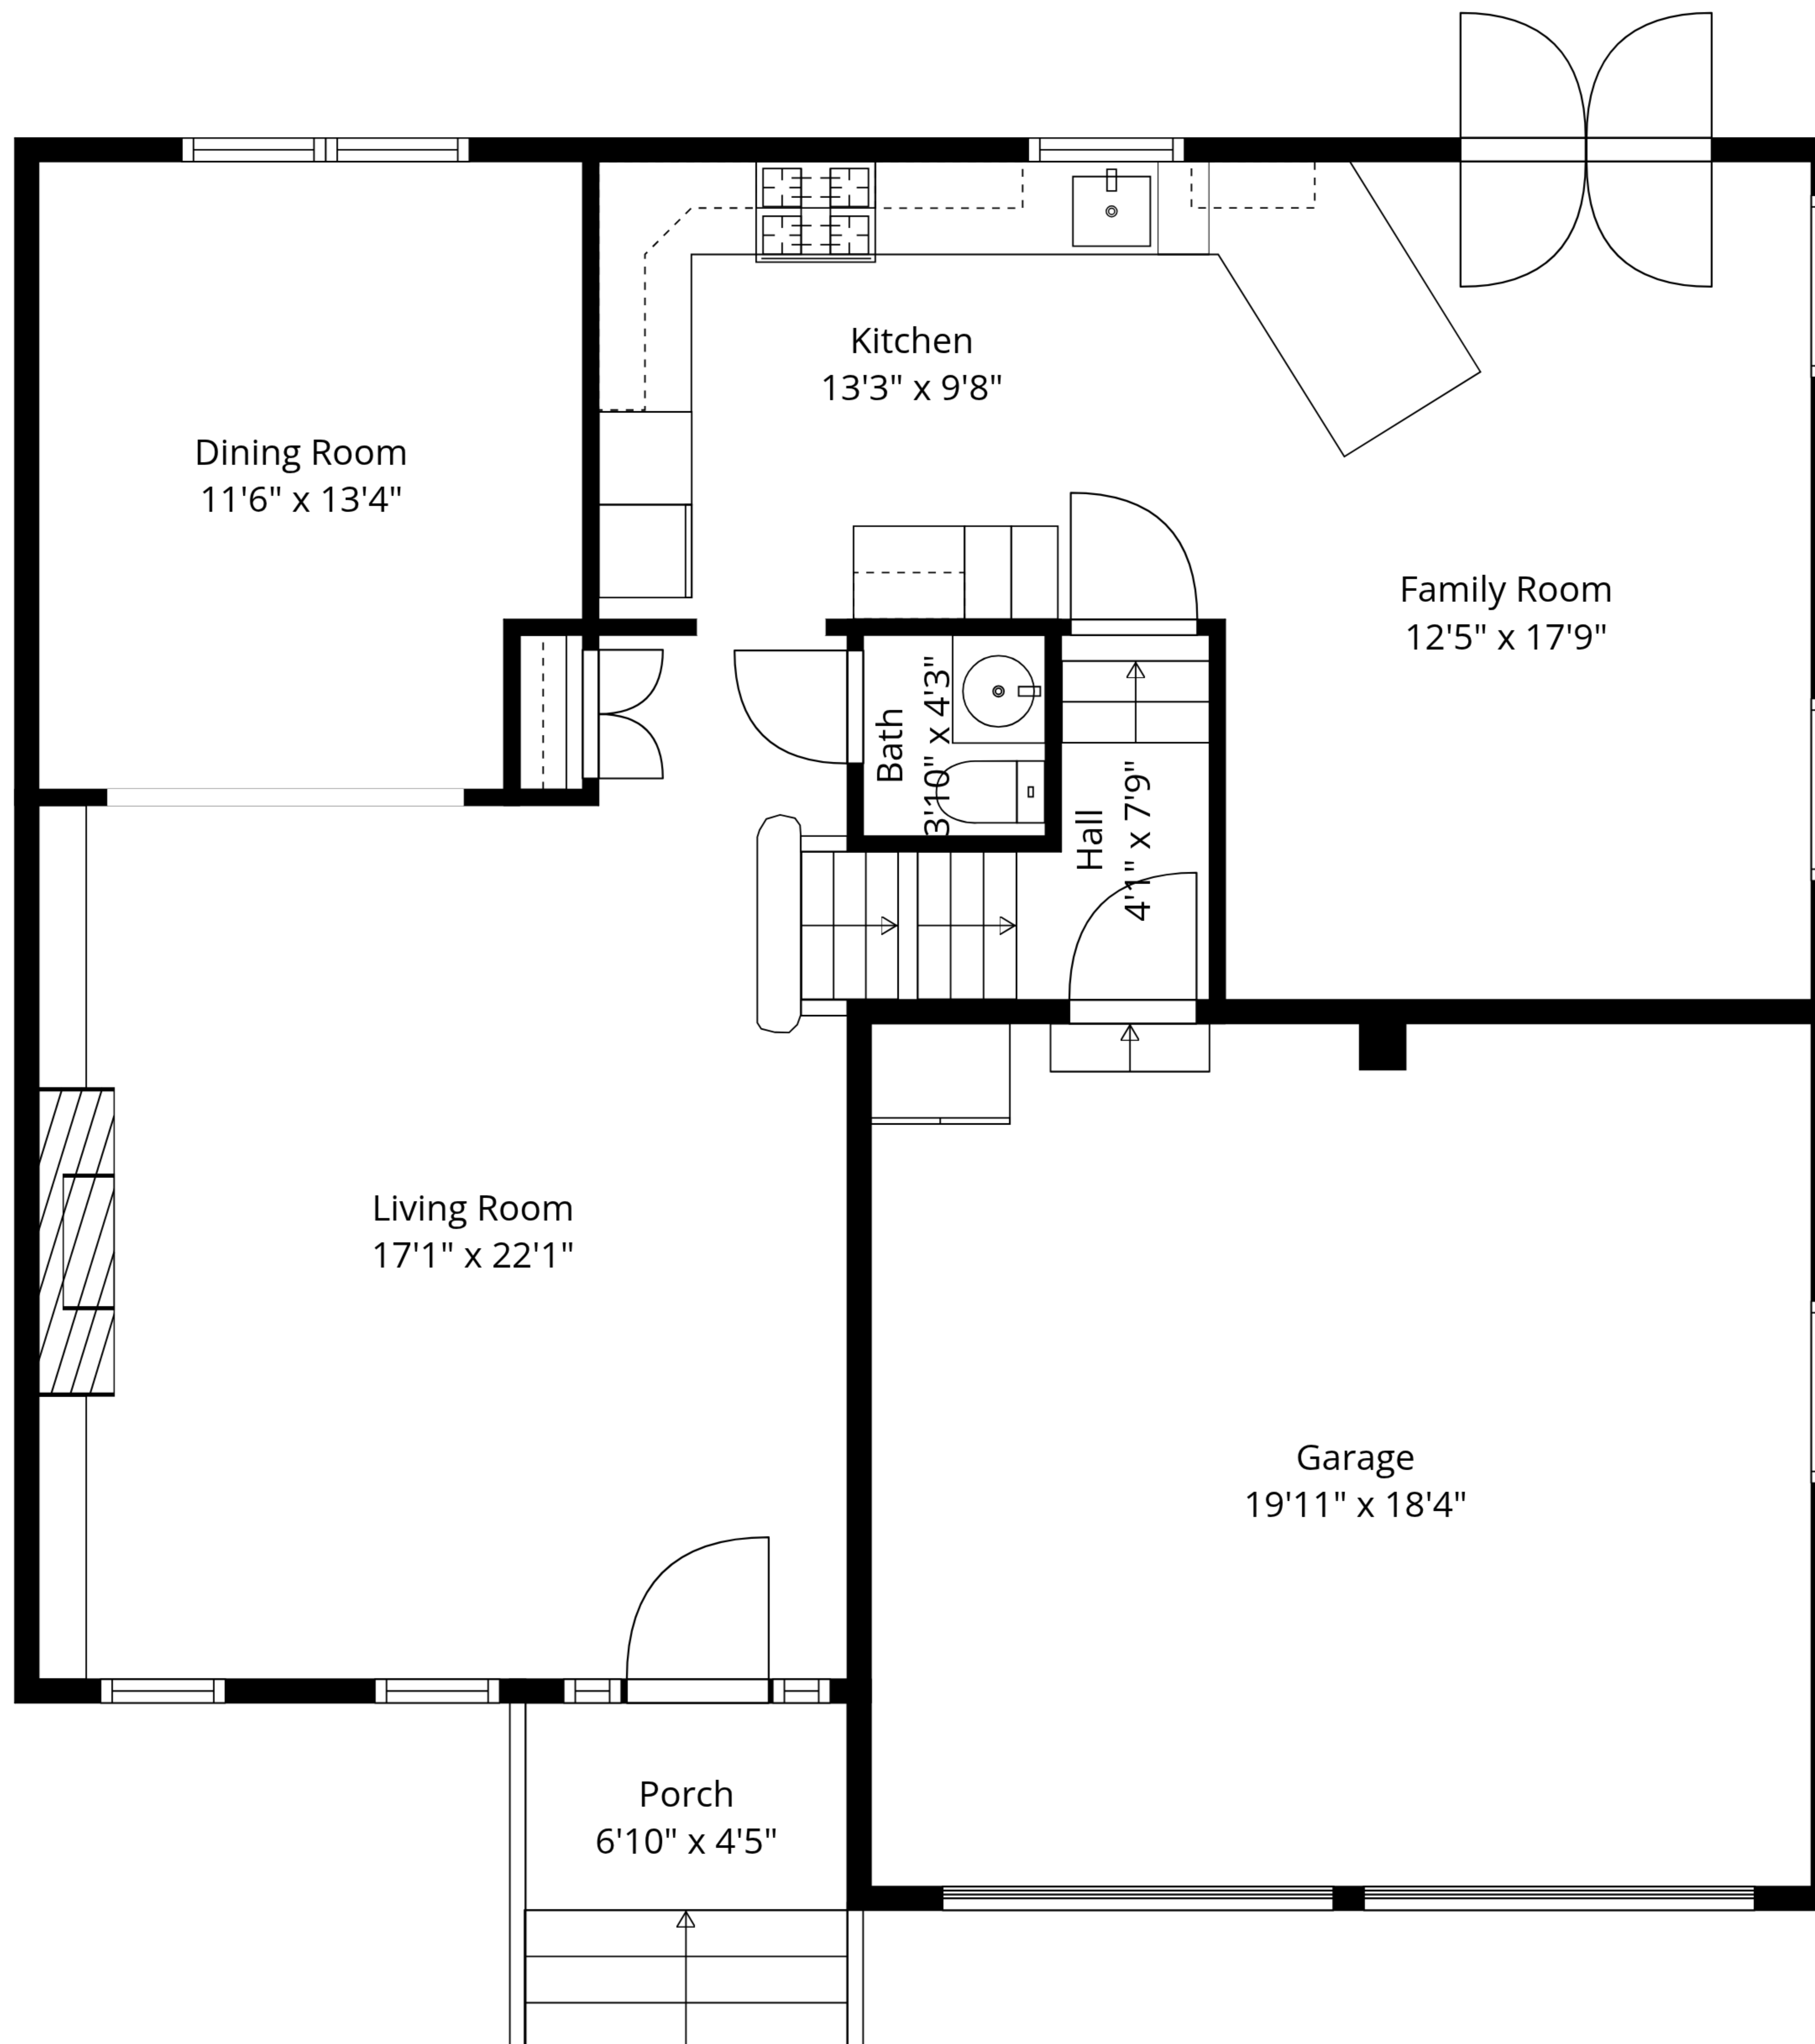 Kitchen
13'3" x 9'8"
Dining Room
11'6" x 13'4"
Family Room
12'5" x 17'9"
Bath
3'10" x 4'3"
Hall
4'1" x 7'9"
Living Room
17'1" x 22'1"
Garage
19'11" x 18'4"
Porch
6'10" x 4'5"